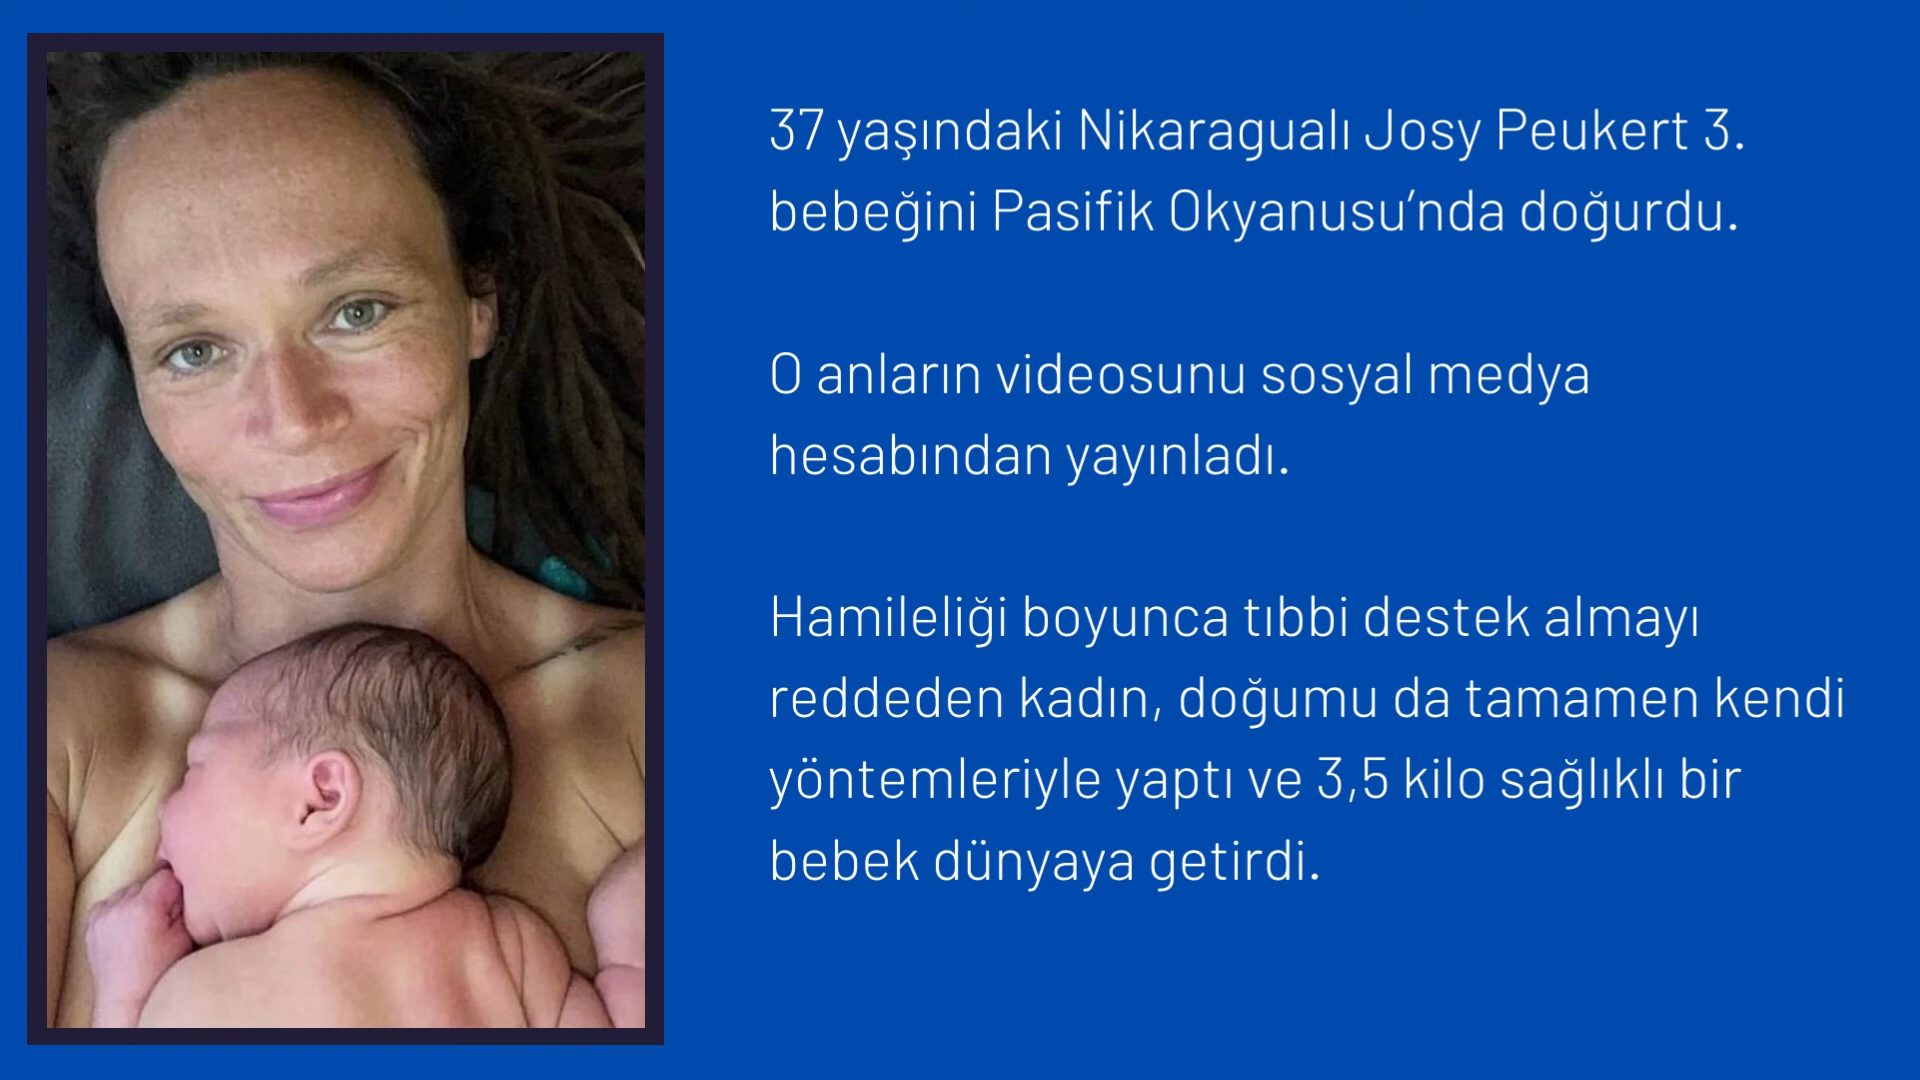 37 yaşındaki Nikaragualı Josy Peukert 3.
bebeğini Pasifik Okyanusu’nda doğurdu.
O anların videosunu sosyal medya
hesabından yayınladı.
Hamileliği boyunca tıbbi destek almayı
reddeden kadın, doğumu da tamamen kendi
yöntemleriyle yaptı ve 3,5 kilo sağlıklı bir
bebek dünyaya getirdi.